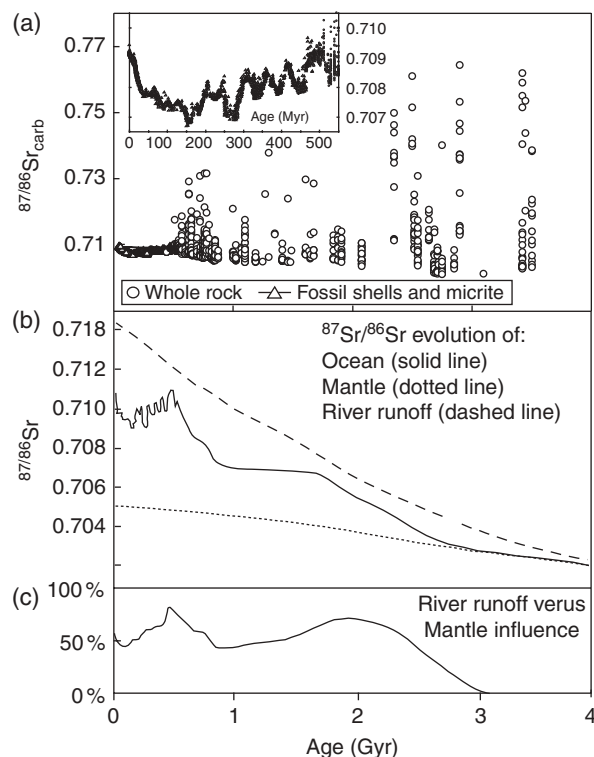 (a)
0.77
0.75
0.73
0.71
87/86Sr carb
0.710
0.709
0.708
0.707
Age (Myr)
0 100 200 300 400 500
Whole rock Fossil shells and micrite
(b)
0.718
0.712
0.710
0.708
0.706
0.704
87/86Sr
87Sr/86Sr evolution of:
Ocean (solid line)
Mantle (dotted line)
River runoff (dashed line)
(c)
100 %
50 %
0 %
River runoff verus
Mantle influence
0 1 2 3 4
Age (Gyr)